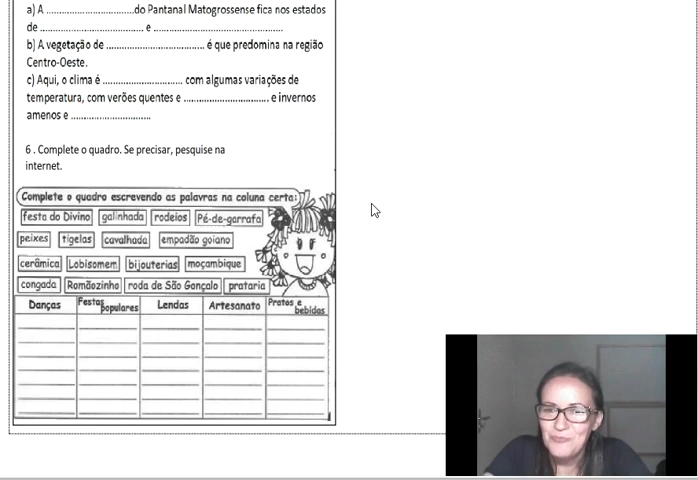 a) A ................................do Pantanal Matogrossense fica nos estados
de ..................................... e ...............................................
b) A vegetação de ................................... é que predomina na região
Centro-Oeste.
c) Aqui, o clima é ............................. com algumas variações de
temperatura, com verões quentes e ............................... e invernos
amenos e .............................
6 . Complete o quadro. Se precisar, pesquise na
internet.
Complete o quadro escrevendo as palavras na coluna certa:
festa do Divino galinhada rodeios Pé-de-garrafa
peixes tigelas cavalhada empadão goiano
cerâmica Lobisomem bijouterias moçambique
congada Romãozinho roda de São Gonçalo prataria
Danças Festas populares Lendas Artesanato Pratos e bebidas